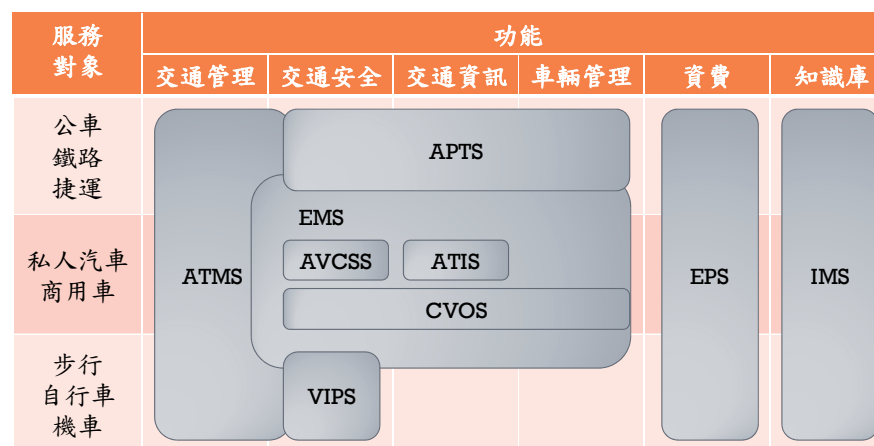 服務
對象
功能
交通管理 交通安全 交通資訊 車輛管理 資費 知識庫
公車
鐵路
捷運
APTS
EMS
私人汽車
商用車
ATMS
AVCSS
ATIS
CVOS
EPS
IMS
步行
自行車
機車
VIPS